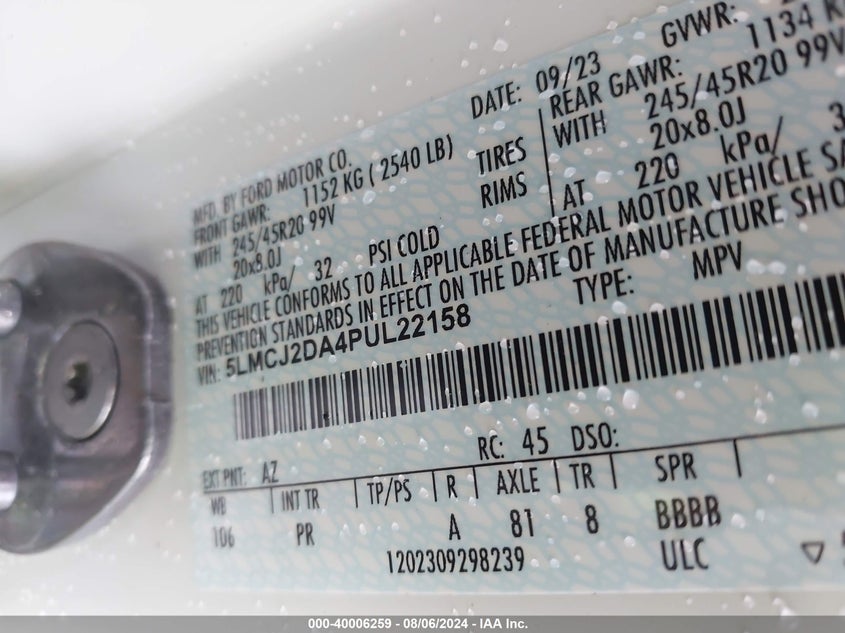 MFD. BY FORD MOTOR CO.
DATE: 09/23
GVWR:
FRONT GAWR: 1152 KG ( 2540 LB)
REAR GAWR: 1134 K
WITH 245/45R20 99V
TIRES
WITH 245/45R20 99V
20x8.0J
RIMS
20x8.0J
AT 220 kPa/ 32 PSI COLD
AT 220 kPa/ 3
THIS VEHICLE CONFORMS TO ALL APPLICABLE FEDERAL MOTOR VEHICLE SA
PREVENTION STANDARDS IN EFFECT ON THE DATE OF MANUFACTURE SHO
VIN: 5LMCJ2DA4PUL22158
TYPE: MPV
RC: 45 DSO:
EXT PNT: AZ
WB INT TR TP/PS R AXLE TR SPR
106 PR A 81 8 BBBB
1202309298239 ULC
000-40006259 - 08/06/2024 - IAA Inc.